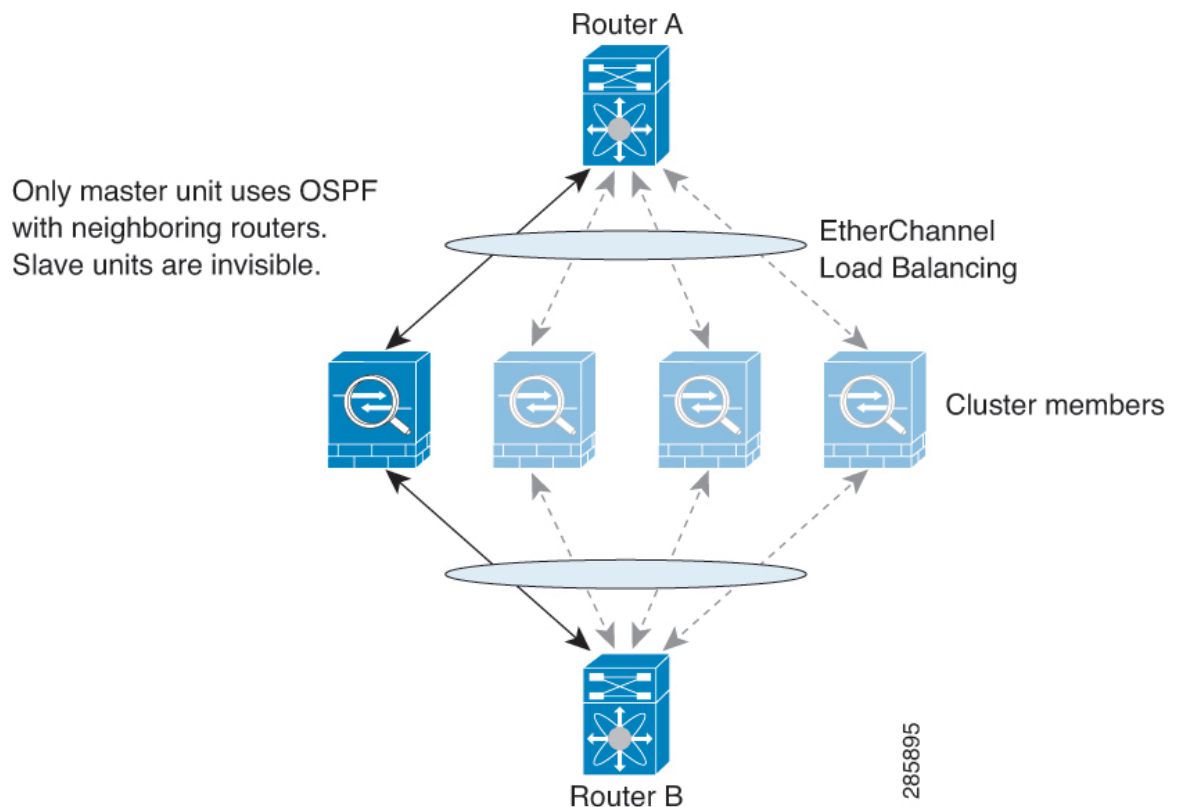 Router A
Only master unit uses OSPF
with neighboring routers.
Slave units are invisible.
EtherChannel
Load Balancing
Cluster members
Router B
285895